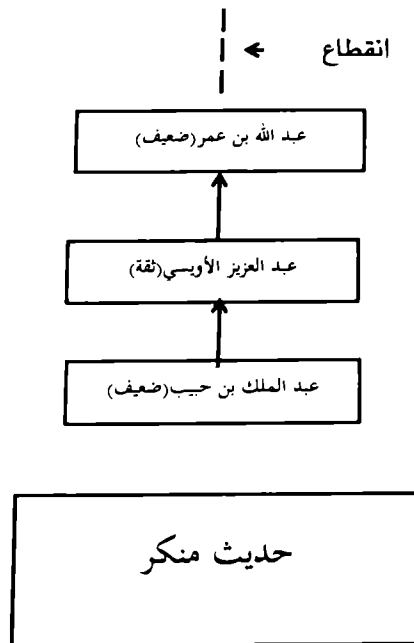 انقطاع
عبد الله بن عمر(ضعيف)
عبد العزيز الأويسي(ثقة)
عبد الملك بن حبيب(ضعيف)
حديث منكر